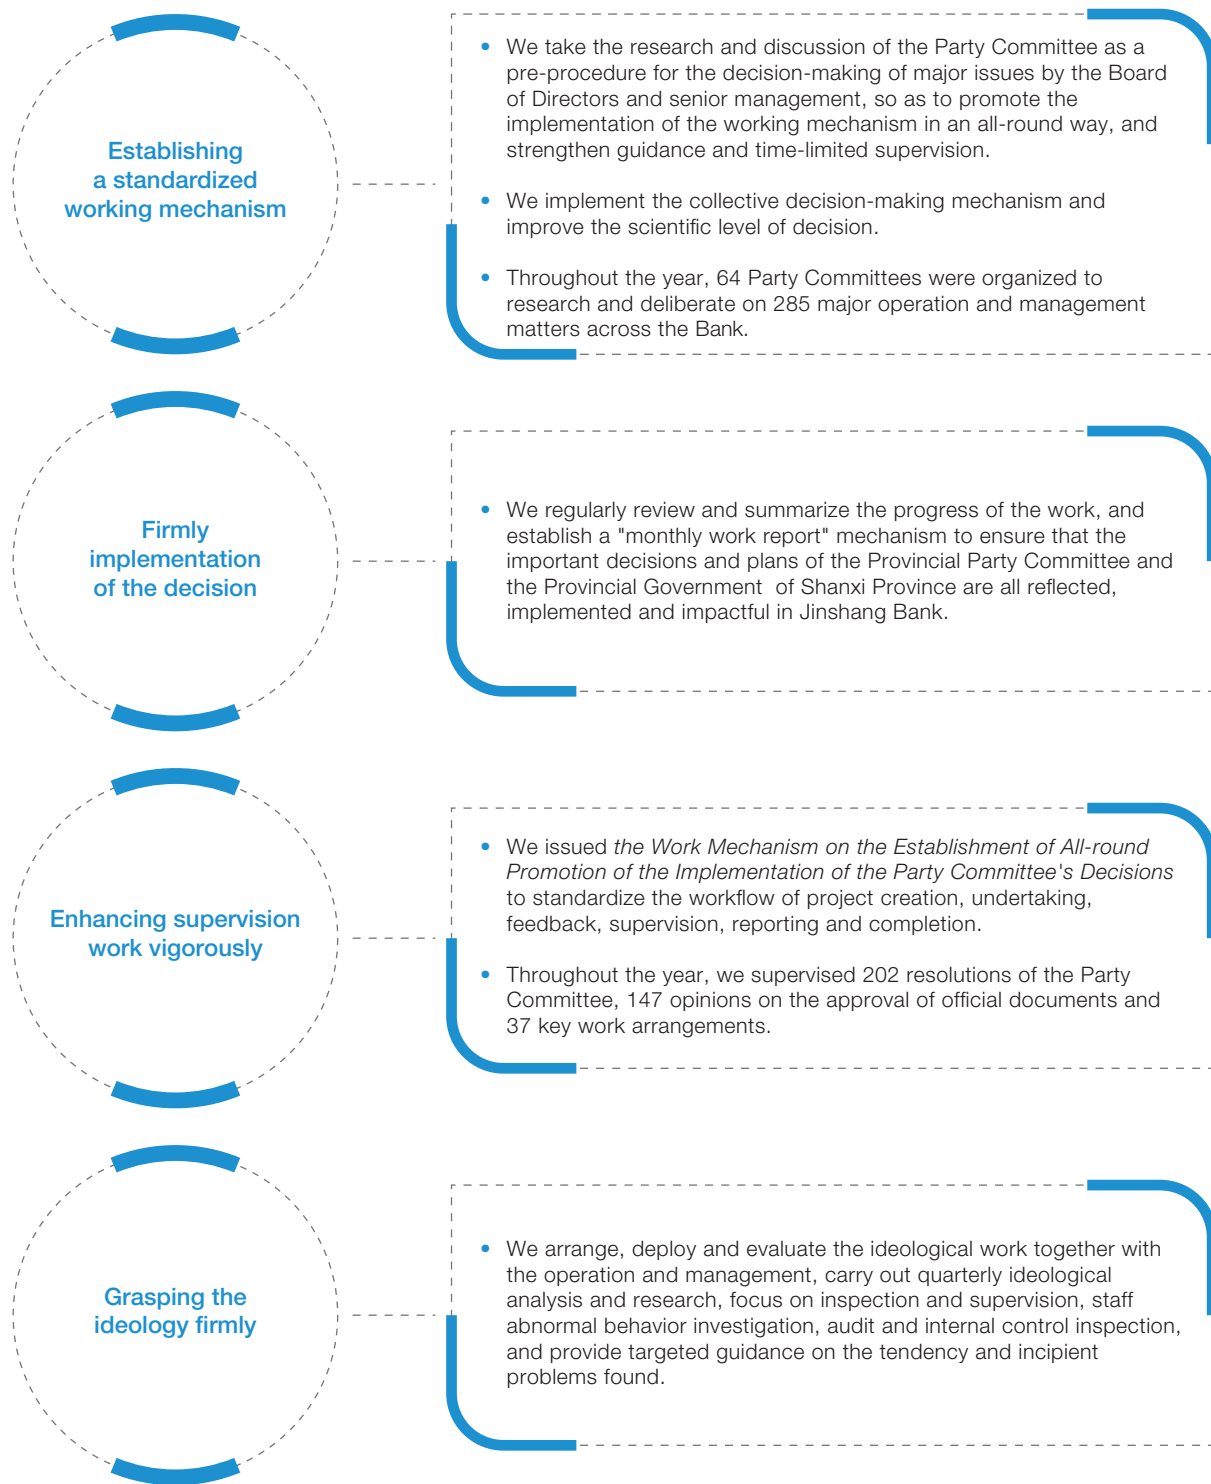 Establishing
a standardized
working mechanism
• We take the research and discussion of the Party Committee as a
pre-procedure for the decision-making of major issues by the Board
of Directors and senior management, so as to promote the
implementation of the working mechanism in an all-round way, and
strengthen guidance and time-limited supervision.
• We implement the collective decision-making mechanism and
improve the scientific level of decision.
• Throughout the year, 64 Party Committees were organized to
research and deliberate on 285 major operation and management
matters across the Bank.
Firmly
implementation
of the decision
• We regularly review and summarize the progress of the work, and
establish a "monthly work report" mechanism to ensure that the
important decisions and plans of the Provincial Party Committee and
the Provincial Government  of Shanxi Province are all reflected,
implemented and impactful in Jinshang Bank.
Enhancing supervision
work vigorously
• We issued the Work Mechanism on the Establishment of All-round
Promotion of the Implementation of the Party Committee's Decisions
to standardize the workflow of project creation, undertaking,
feedback, supervision, reporting and completion.
• Throughout the year, we supervised 202 resolutions of the Party
Committee, 147 opinions on the approval of official documents and
37 key work arrangements.
Grasping the
ideology firmly
• We arrange, deploy and evaluate the ideological work together with
the operation and management, carry out quarterly ideological
analysis and research, focus on inspection and supervision, staff
abnormal behavior investigation, audit and internal control inspection,
and provide targeted guidance on the tendency and incipient
problems found.